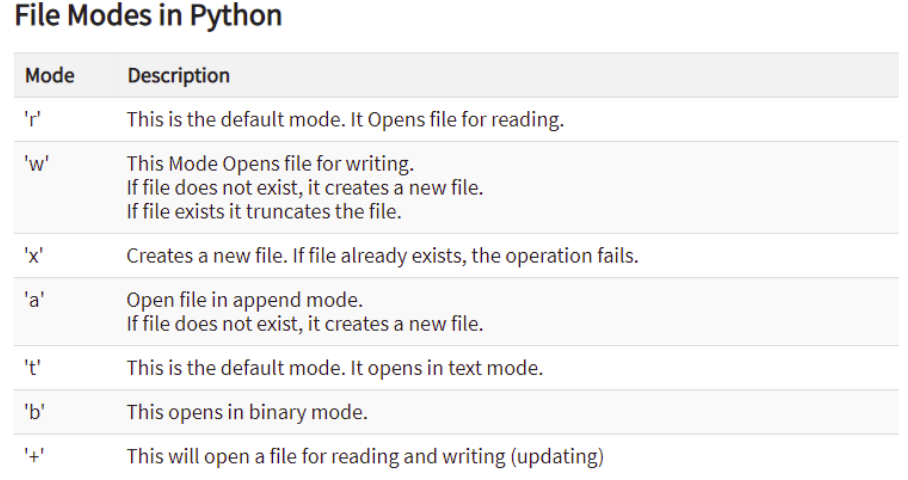 File Modes in Python
Mode Description
'r' This is the default mode. It Opens file for reading.
'w' This Mode Opens file for writing.
If file does not exist, it creates a new file.
If file exists it truncates the file.
'x' Creates a new file. If file already exists, the operation fails.
'a' Open file in append mode.
If file does not exist, it creates a new file.
't' This is the default mode. It opens in text mode.
'b' This opens in binary mode.
'+' This will open a file for reading and writing (updating)